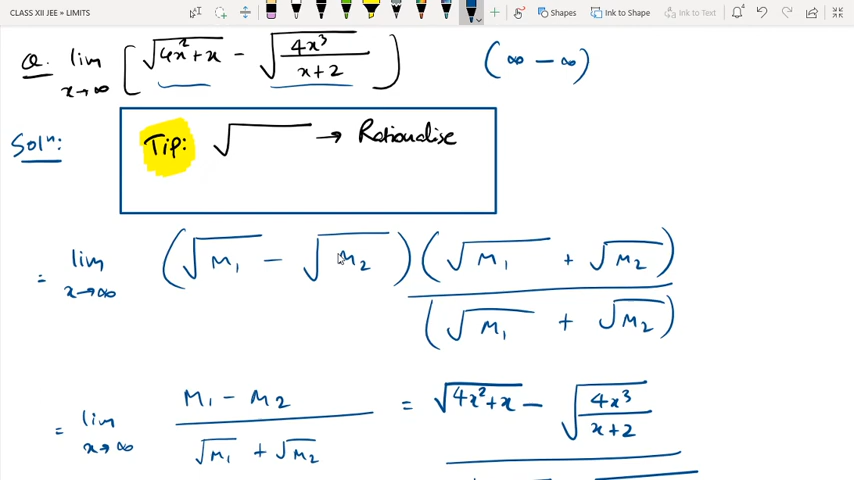 CLASS XII JEE » LIMITS
Shapes Ink to Shape Ink to Text
Q. lim x→∞ [√(4x²+x) − √(4x³/(x+2))] (∞ − ∞)
Solⁿ:
Tip: √ → Rationalise
= lim x→∞ (√M₁ − √M₂) (√M₁ + √M₂) / (√M₁ + √M₂)
= lim x→∞ (M₁ − M₂) / (√M₁ + √M₂) = √(4x²+x) − √(4x³/(x+2))